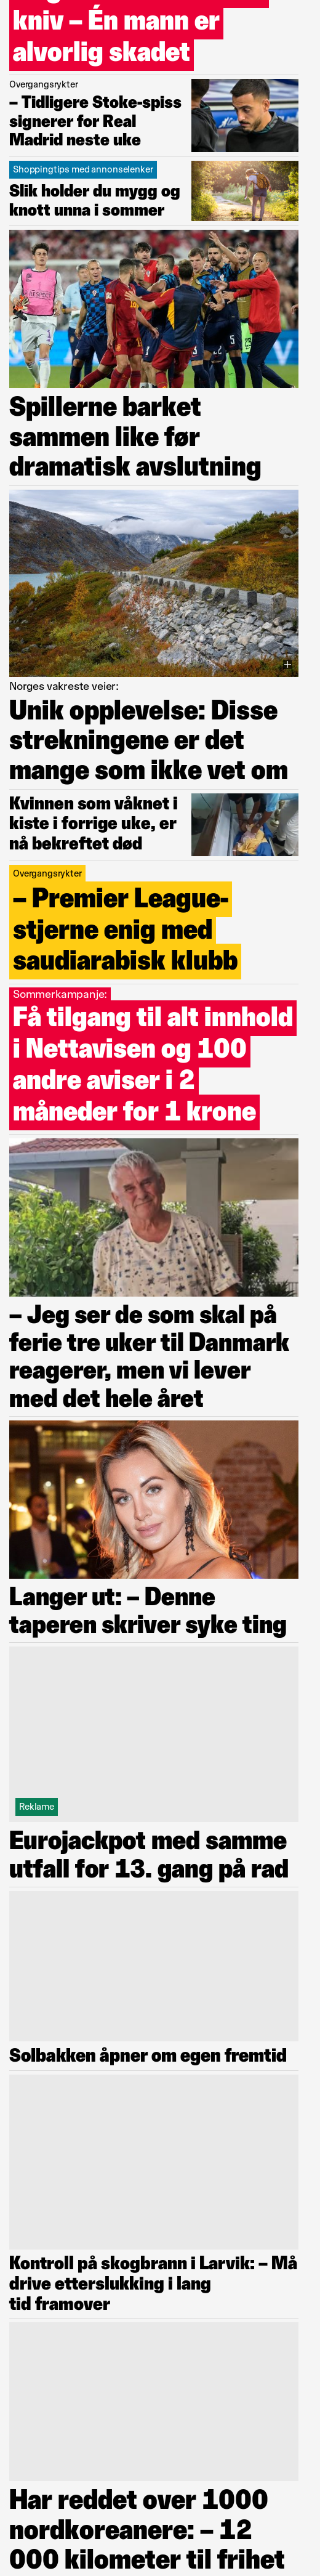 kniv – Én mann er
alvorlig skadet
Overgangsrykter
– Tidligere Stoke-spiss
signerer for Real
Madrid neste uke
Shoppingtips med annonselenker
Slik holder du mygg og
knott unna i sommer
Spillerne barket
sammen like før
dramatisk avslutning
Norges vakreste veier:
Unik opplevelse: Disse
strekningene er det
mange som ikke vet om
Kvinnen som våknet i
kiste i forrige uke, er
nå bekreftet død
Overgangsrykter
– Premier League-
stjerne enig med
saudiarabisk klubb
Sommerkampanje:
Få tilgang til alt innhold
i Nettavisen og 100
andre aviser i 2
måneder for 1 krone
– Jeg ser de som skal på
ferie tre uker til Danmark
reagerer, men vi lever
med det hele året
Langer ut: – Denne
taperen skriver syke ting
Reklame
Eurojackpot med samme
utfall for 13. gang på rad
Solbakken åpner om egen fremtid
Kontroll på skogbrann i Larvik: – Må
drive etterslukking i lang
tid framover
Har reddet over 1000
nordkoreanere: – 12
000 kilometer til frihet